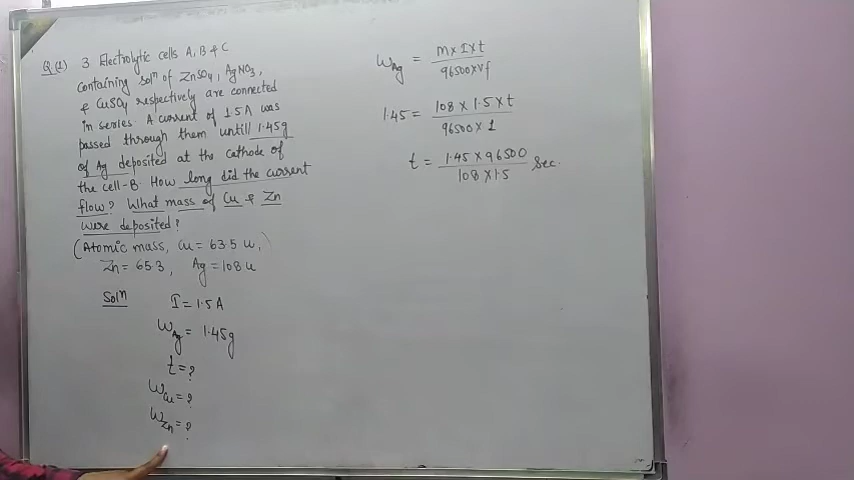 Q.(1) 3 Electrolytic cells A, B & C
containing solⁿ of ZnSO₄, AgNO₃,
& CuSO₄ respectively are connected
in series. A current of 1.5A was
passed through them untill 1.45g
of Ag deposited at the cathode of
the cell-B. How long did the current
flow? What mass of Cu & Zn
were deposited?
(Atomic mass, Cu = 63.5 u,
Zn = 65.3, Ag = 108 u
Solⁿ I = 1.5 A
W_Ag = 1.45g
t = ?
W_Cu = ?
W_Zn = ?
W_Ag = m × I × t
96500 × vf
1.45 = 108 × 1.5 × t
96500 × 1
t = 1.45 × 96500 Sec.
108 × 1.5